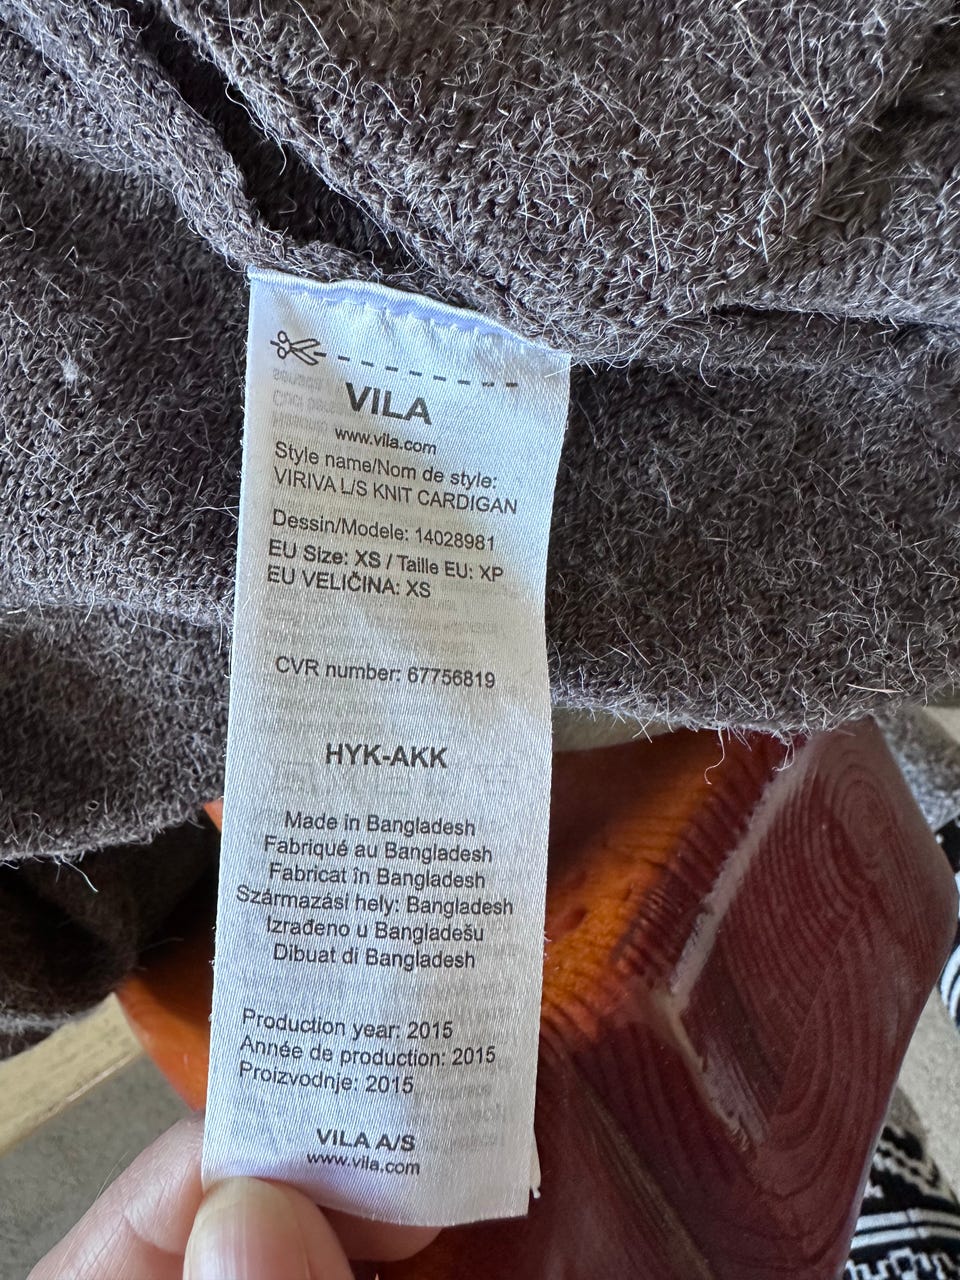 VILA
www.vila.com
Style name/Nom de style:
VIRIVA L/S KNIT CARDIGAN
Dessin/Modele: 14028981
EU Size: XS / Taille EU: XP
EU VELIČINA: XS
CVR number: 67756819
HYK-AKK
Made in Bangladesh
Fabriqué au Bangladesh
Fabricat în Bangladesh
Származási hely: Bangladesh
Izrađeno u Bangladešu
Dibuat di Bangladesh
Production year: 2015
Année de production: 2015
Proizvodnje: 2015
VILA A/S
www.vila.com